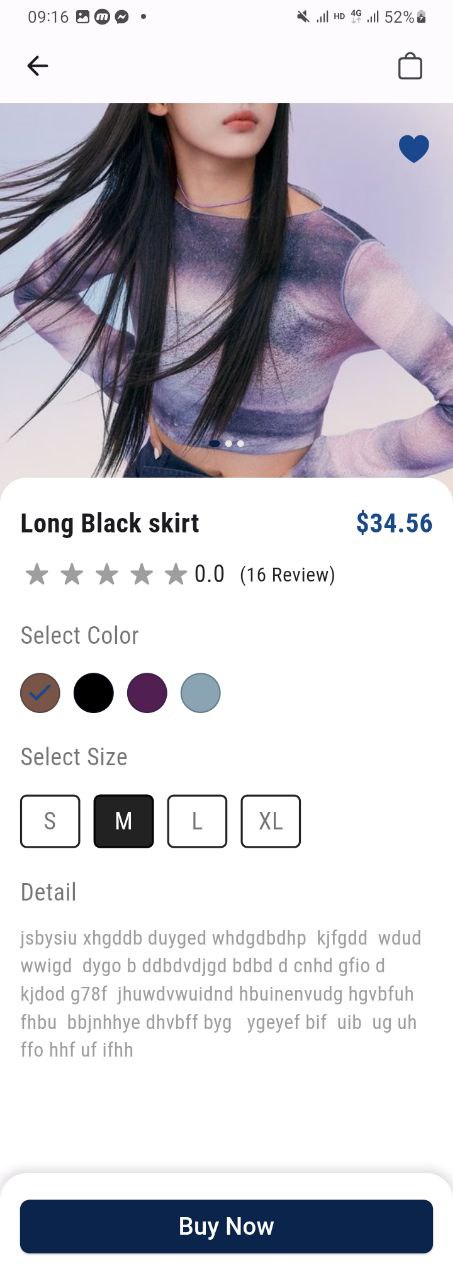 09:16 HD 4G 52%
Long Black skirt $34.56
0.0 (16 Review)
Select Color
Select Size
S M L XL
Detail
jsbysiu xhgddb duyged whdgdbdhp kjfgdd wdud
wwigd dygo b ddbdvdjgd bdbd d cnhd gfio d
kjdod g78f jhuwdvwuidnd hbuinenvudg hgvbfuh
fhbu bbjnhhye dhvbff byg ygeyef bif uib ug uh
ffo hhf uf ifhh
Buy Now